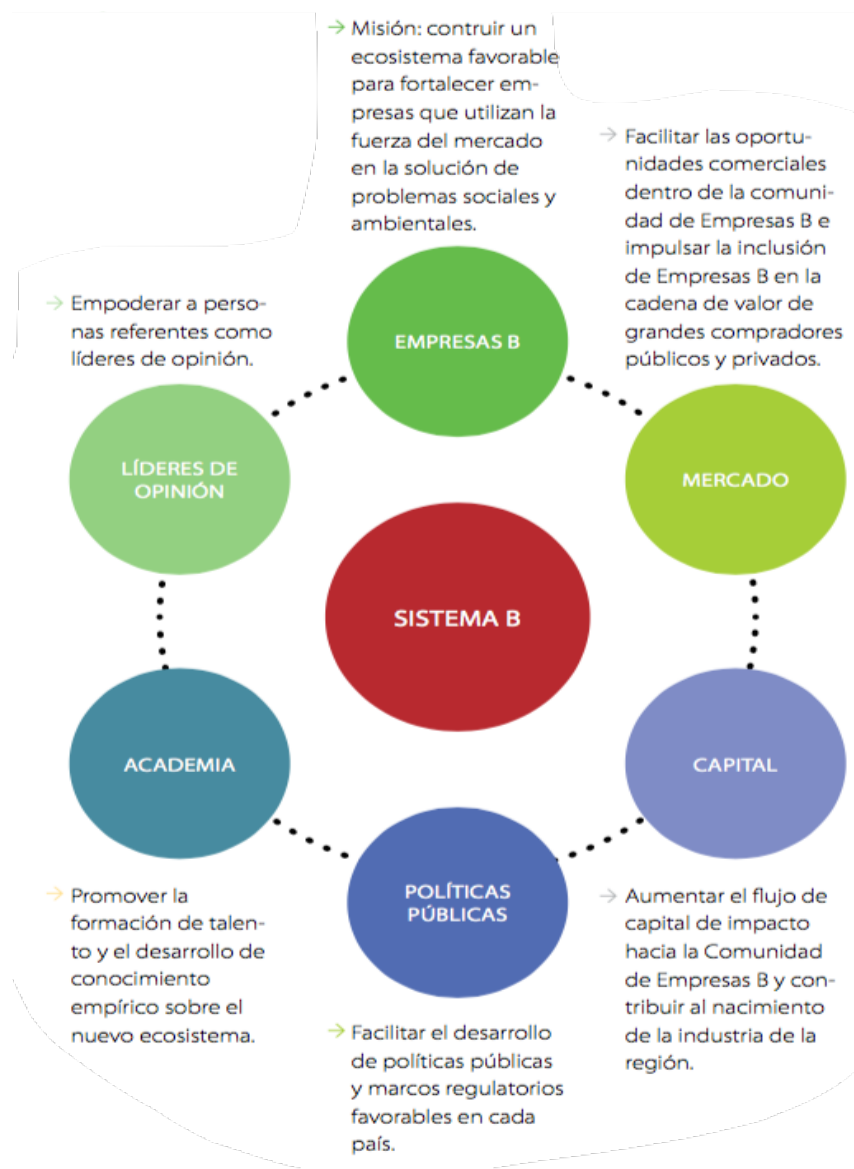 → Misión: contruir un
ecosistema favorable
para fortalecer em-
presas que utilizan la
fuerza del mercado
en la solución de
problemas sociales y
ambientales.
→ Facilitar las oportu-
nidades comerciales
dentro de la comuni-
dad de Empresas B e
impulsar la inclusión
de Empresas B en la
cadena de valor de
grandes compradores
públicos y privados.
→ Empoderar a perso-
nas referentes como
líderes de opinión.
EMPRESAS B
LÍDERES DE
OPINIÓN
MERCADO
SISTEMA B
ACADEMIA
CAPITAL
POLÍTICAS
PÚBLICAS
→ Promover la
formación de talen-
to y el desarrollo de
conocimiento
empírico sobre el
nuevo ecosistema.
→ Aumentar el flujo de
capital de impacto
hacia la Comunidad
de Empresas B y con-
tribuir al nacimiento
de la industria de la
región.
→ Facilitar el desarrollo
de políticas públicas
y marcos regulatorios
favorables en cada
país.